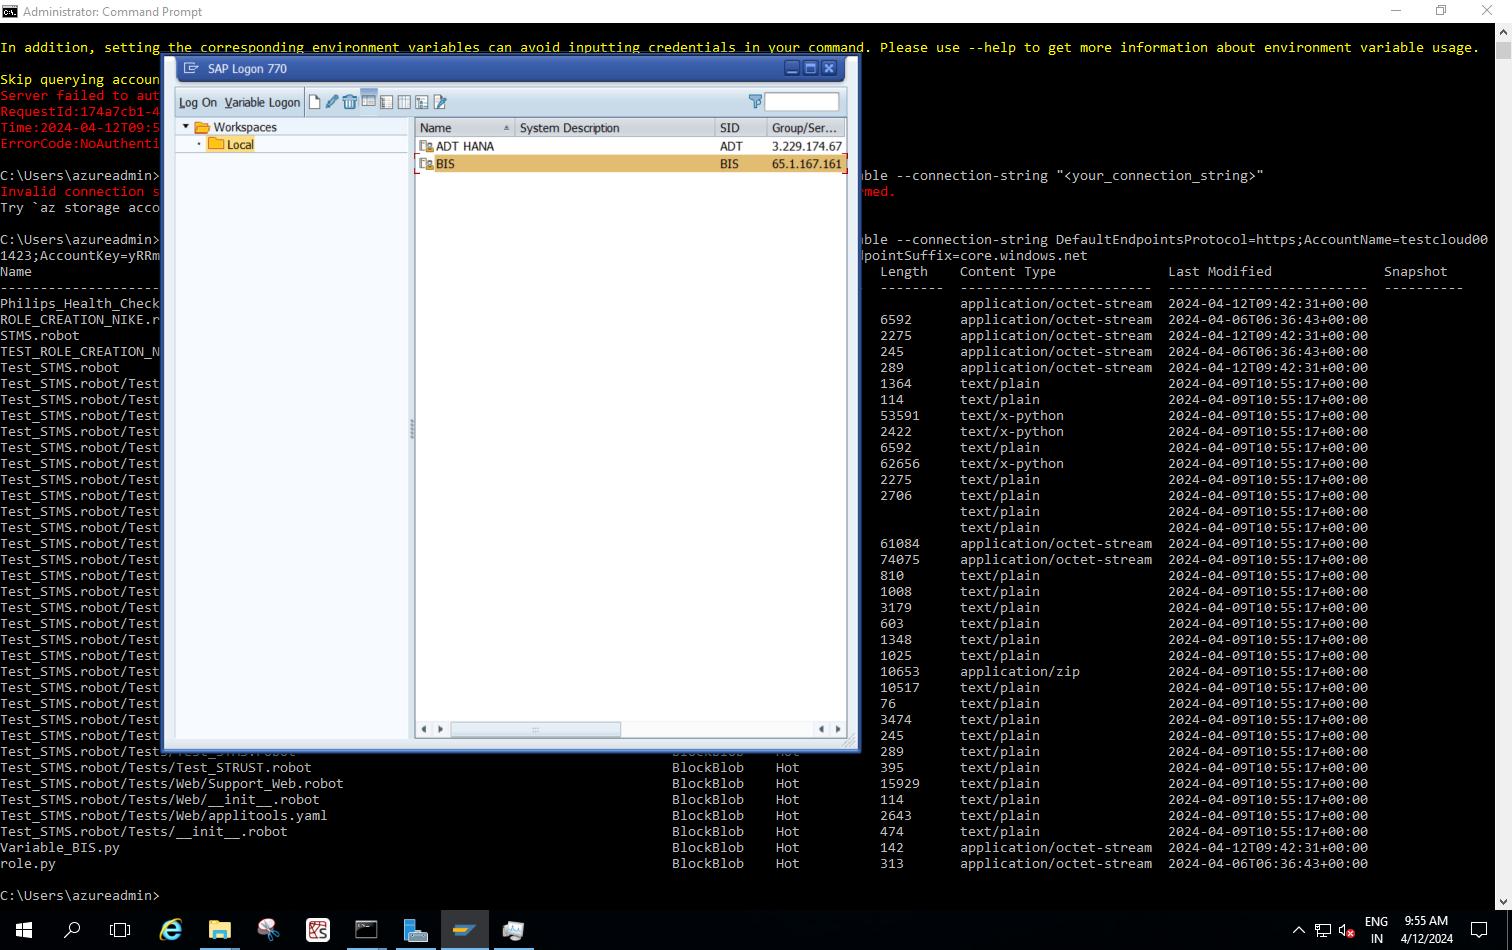 Administrator: Command Prompt
In addition, setting the corresponding environment variables can avoid inputting credentials in your command. Please use --help to get more information about environment variable usage.
Skip querying accoun
Server failed to aut
RequestId:174a7cb1-4
Time:2024-04-12T09:5
ErrorCode:NoAuthenti
C:\Users\azureadmin> ble --connection-string "<your_connection_string>"
Invalid connection s rmed.
Try `az storage acco
C:\Users\azureadmin> ble --connection-string DefaultEndpointsProtocol=https;AccountName=testcloud00
1423;AccountKey=yRRm dpointSuffix=core.windows.net
Name Length Content Type Last Modified Snapshot
Philips_Health_Check application/octet-stream 2024-04-12T09:42:31+00:00
ROLE_CREATION_NIKE.r 6592 application/octet-stream 2024-04-06T06:36:43+00:00
STMS.robot 2275 application/octet-stream 2024-04-12T09:42:31+00:00
TEST_ROLE_CREATION_N 245 application/octet-stream 2024-04-06T06:36:43+00:00
Test_STMS.robot 289 application/octet-stream 2024-04-12T09:42:31+00:00
Test_STMS.robot/Test 1364 text/plain 2024-04-09T10:55:17+00:00
Test_STMS.robot/Test 114 text/plain 2024-04-09T10:55:17+00:00
Test_STMS.robot/Test 53591 text/x-python 2024-04-09T10:55:17+00:00
Test_STMS.robot/Test 2422 text/x-python 2024-04-09T10:55:17+00:00
Test_STMS.robot/Test 6592 text/plain 2024-04-09T10:55:17+00:00
Test_STMS.robot/Test 62656 text/x-python 2024-04-09T10:55:17+00:00
Test_STMS.robot/Test 2275 text/plain 2024-04-09T10:55:17+00:00
Test_STMS.robot/Test 2706 text/plain 2024-04-09T10:55:17+00:00
Test_STMS.robot/Test text/plain 2024-04-09T10:55:17+00:00
Test_STMS.robot/Test text/plain 2024-04-09T10:55:17+00:00
Test_STMS.robot/Test 61084 application/octet-stream 2024-04-09T10:55:17+00:00
Test_STMS.robot/Test 74075 application/octet-stream 2024-04-09T10:55:17+00:00
Test_STMS.robot/Test 810 text/plain 2024-04-09T10:55:17+00:00
Test_STMS.robot/Test 1008 text/plain 2024-04-09T10:55:17+00:00
Test_STMS.robot/Test 3179 text/plain 2024-04-09T10:55:17+00:00
Test_STMS.robot/Test 603 text/plain 2024-04-09T10:55:17+00:00
Test_STMS.robot/Test 1348 text/plain 2024-04-09T10:55:17+00:00
Test_STMS.robot/Test 1025 text/plain 2024-04-09T10:55:17+00:00
Test_STMS.robot/Test 10653 application/zip 2024-04-09T10:55:17+00:00
Test_STMS.robot/Test 10517 text/plain 2024-04-09T10:55:17+00:00
Test_STMS.robot/Test 76 text/plain 2024-04-09T10:55:17+00:00
Test_STMS.robot/Test 3474 text/plain 2024-04-09T10:55:17+00:00
Test_STMS.robot/Test 245 text/plain 2024-04-09T10:55:17+00:00
Test_STMS.robot/Tests/Test_STMS.robot BlockBlob Hot 289 text/plain 2024-04-09T10:55:17+00:00
Test_STMS.robot/Tests/Test_STRUST.robot BlockBlob Hot 395 text/plain 2024-04-09T10:55:17+00:00
Test_STMS.robot/Tests/Web/Support_Web.robot BlockBlob Hot 15929 text/plain 2024-04-09T10:55:17+00:00
Test_STMS.robot/Tests/Web/__init__.robot BlockBlob Hot 114 text/plain 2024-04-09T10:55:17+00:00
Test_STMS.robot/Tests/Web/applitools.yaml BlockBlob Hot 2643 text/plain 2024-04-09T10:55:17+00:00
Test_STMS.robot/Tests/__init__.robot BlockBlob Hot 474 text/plain 2024-04-09T10:55:17+00:00
Variable_BIS.py BlockBlob Hot 142 application/octet-stream 2024-04-12T09:42:31+00:00
role.py BlockBlob Hot 313 application/octet-stream 2024-04-06T06:36:43+00:00
C:\Users\azureadmin>
SAP Logon 770
Log On Variable Logon
Workspaces
Local
Name System Description SID Group/Ser...
ADT HANA ADT 3.229.174.67
BIS BIS 65.1.167.161
ENG
IN
9:55 AM
4/12/2024